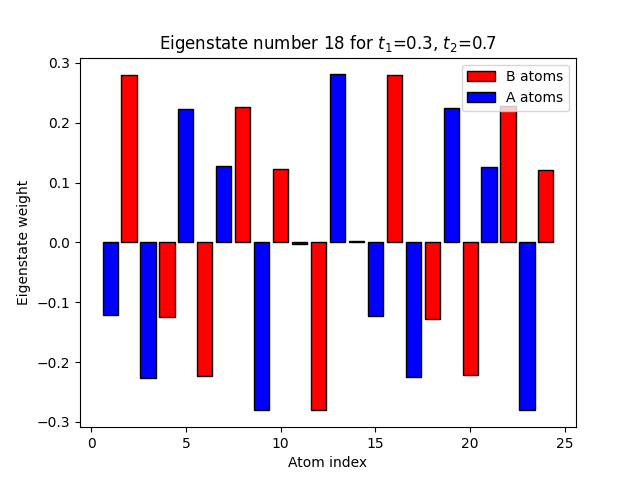 Eigenstate number 18 for t₁=0.3, t₂=0.7
B atoms
A atoms
Eigenstate weight
0.3
0.2
0.1
0.0
−0.1
−0.2
−0.3
0 5 10 15 20 25
Atom index